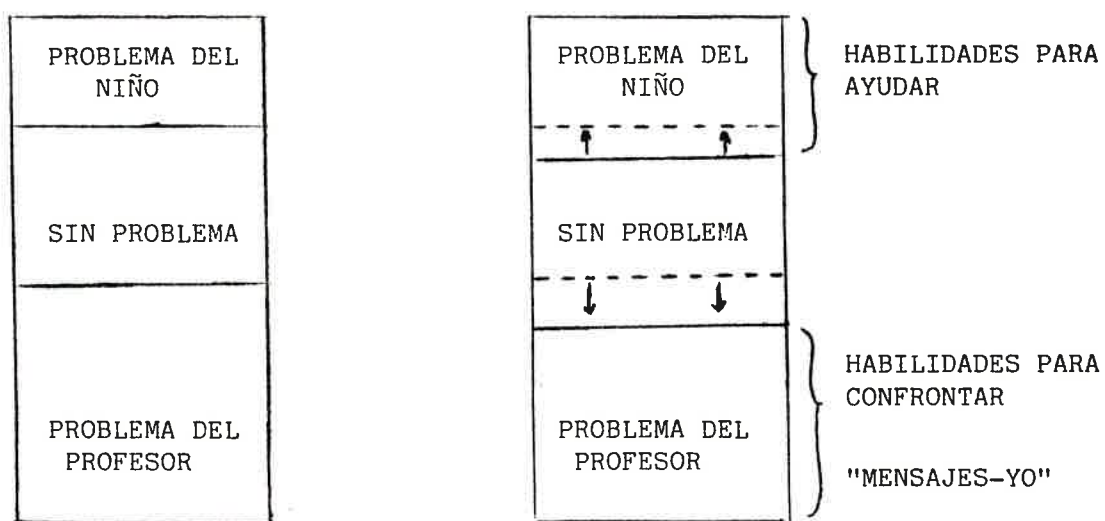 PROBLEMA DEL
NIÑO
SIN PROBLEMA
PROBLEMA DEL
PROFESOR
PROBLEMA DEL
NIÑO
SIN PROBLEMA
PROBLEMA DEL
PROFESOR
HABILIDADES PARA
AYUDAR
HABILIDADES PARA
CONFRONTAR
"MENSAJES-YO"